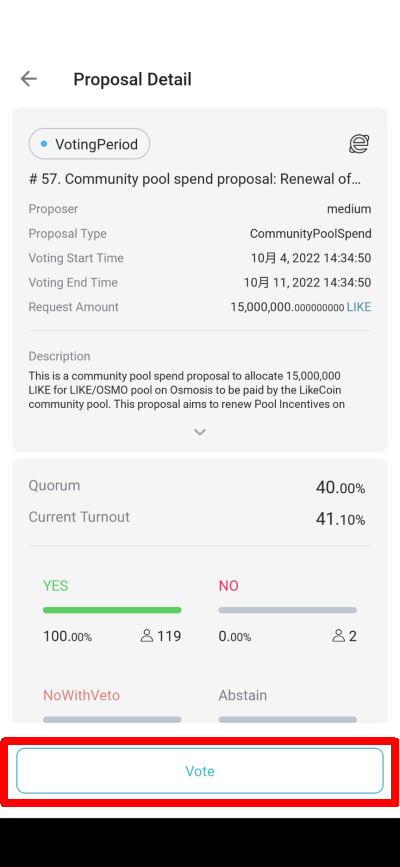 Proposal Detail
VotingPeriod
# 57. Community pool spend proposal: Renewal of...
Proposer medium
Proposal Type CommunityPoolSpend
Voting Start Time 10月 4, 2022 14:34:50
Voting End Time 10月 11, 2022 14:34:50
Request Amount 15,000,000.000000000 LIKE
Description
This is a community pool spend proposal to allocate 15,000,000
LIKE for LIKE/OSMO pool on Osmosis to be paid by the LikeCoin
community pool. This proposal aims to renew Pool Incentives on
Quorum 40.00%
Current Turnout 41.10%
YES NO
100.00% 119 0.00% 2
NoWithVeto Abstain
Vote